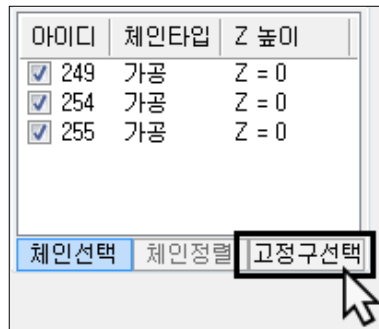 아이디 체인타입 Z 높이
249 가공 Z = 0
254 가공 Z = 0
255 가공 Z = 0
체인선택 체인정렬 고정구선택